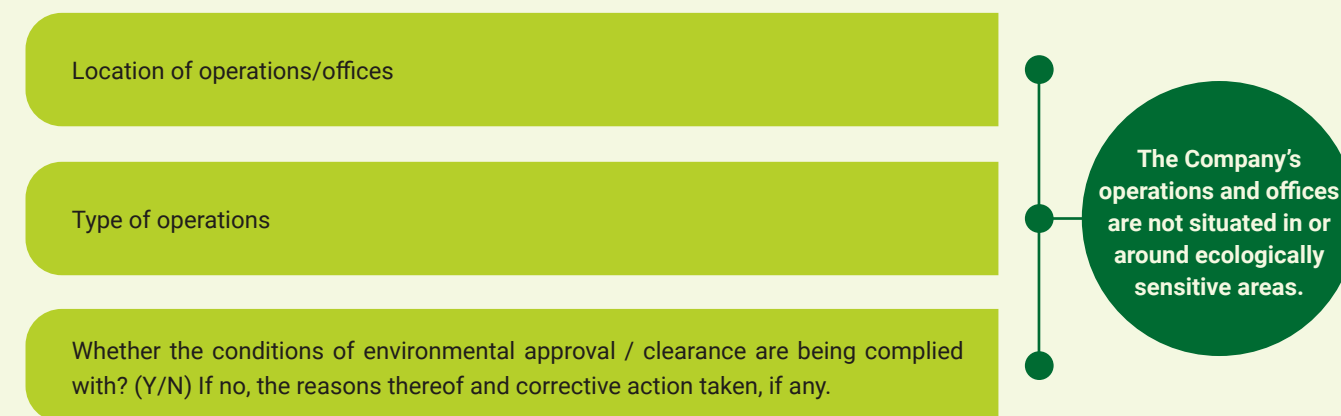 Location of operations/offices
Type of operations
Whether the conditions of environmental approval / clearance are being complied
with? (Y/N) If no, the reasons thereof and corrective action taken, if any.
The Company’s
operations and offices
are not situated in or
around ecologically
sensitive areas.